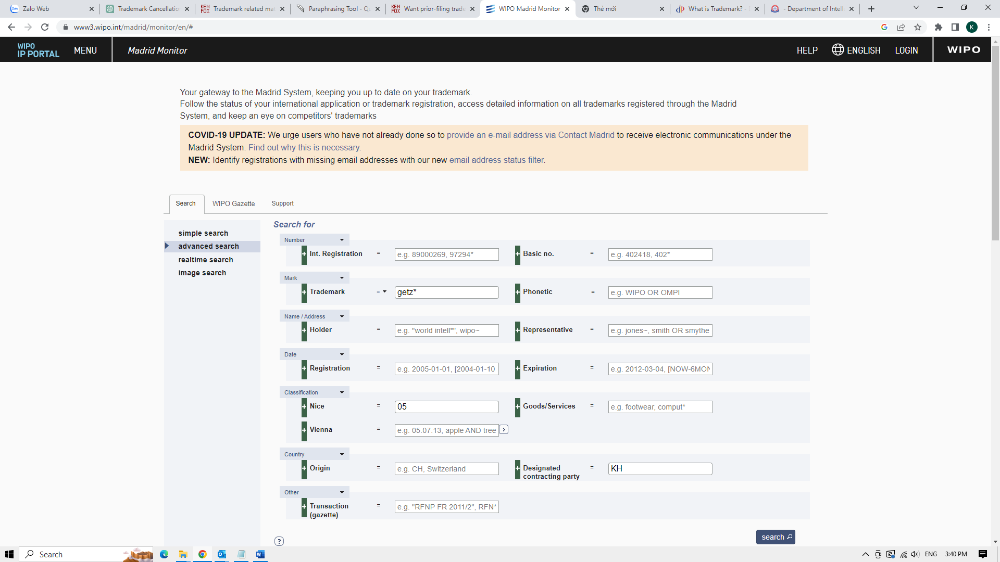 Zalo Web
Trademark Cancellatio
KEN FOX Trademark related mat
Paraphrasing Tool - Q
KEN FOX Want prior-filing trade
WIPO Madrid Monitor
Thẻ mới
What is Trademark? -
- Department of Intell
www3.wipo.int/madrid/monitor/en/#
K
WIPO
IP PORTAL
MENU
Madrid Monitor
HELP
ENGLISH
LOGIN
WIPO
Your gateway to the Madrid System, keeping you up to date on your trademark.
Follow the status of your international application or trademark registration, access detailed information on all trademarks registered through the Madrid
System, and keep an eye on competitors' trademarks
COVID-19 UPDATE: We urge users who have not already done so to provide an e-mail address via Contact Madrid to receive electronic communications under the
Madrid System. Find out why this is necessary.
NEW: Identify registrations with missing email addresses with our new email address status filter.
Search
WIPO Gazette
Support
simple search
advanced search
realtime search
image search
Search for
Number
Int. Registration = e.g. 89000269, 97294*
Basic no. = e.g. 402418, 402*
Mark
Trademark = getz*
Phonetic = e.g. WIPO OR OMPI
Name / Address
Holder = e.g. "world intell*", wipo~
Representative = e.g. jones~, smith OR smythe
Date
Registration = e.g. 2005-01-01, [2004-01-10
Expiration = e.g. 2012-03-04, [NOW-6MON
Classification
Nice = 05
Goods/Services = e.g. footwear, comput*
Vienna = e.g. 05.07.13, apple AND tree
Country
Origin = e.g. CH, Switzerland
Designated
contracting party = KH
Other
Transaction
(gazette) = e.g. "RFNP FR 2011/2", RFN*
?
search
Search
ENG
3:40 PM